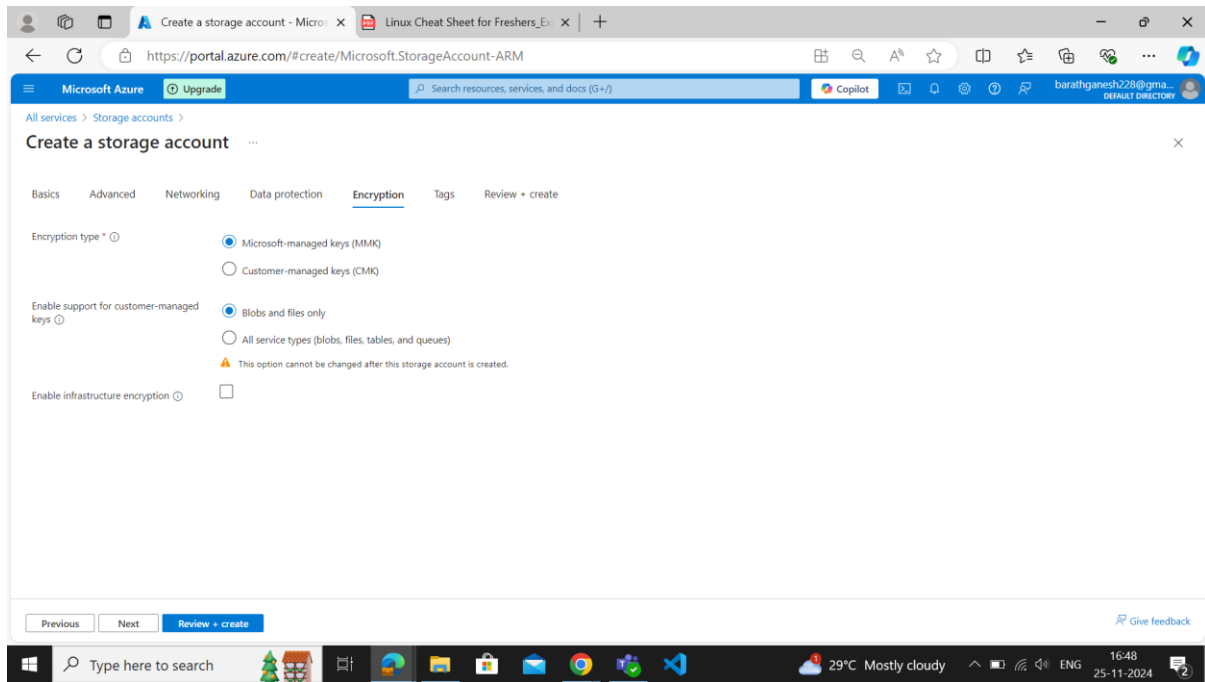 Create a storage account - Micros
Linux Cheat Sheet for Freshers_Ex
https://portal.azure.com/#create/Microsoft.StorageAccount-ARM
Microsoft Azure
Upgrade
Search resources, services, and docs (G+/)
Copilot
barathganesh228@gma...
DEFAULT DIRECTORY
All services > Storage accounts >
Create a storage account ...
Basics Advanced Networking Data protection Encryption Tags Review + create
Encryption type *
Microsoft-managed keys (MMK)
Customer-managed keys (CMK)
Enable support for customer-managed
keys
Blobs and files only
All service types (blobs, files, tables, and queues)
This option cannot be changed after this storage account is created.
Enable infrastructure encryption
Previous Next Review + create
Give feedback
Type here to search
29°C Mostly cloudy
ENG
16:48
25-11-2024
2